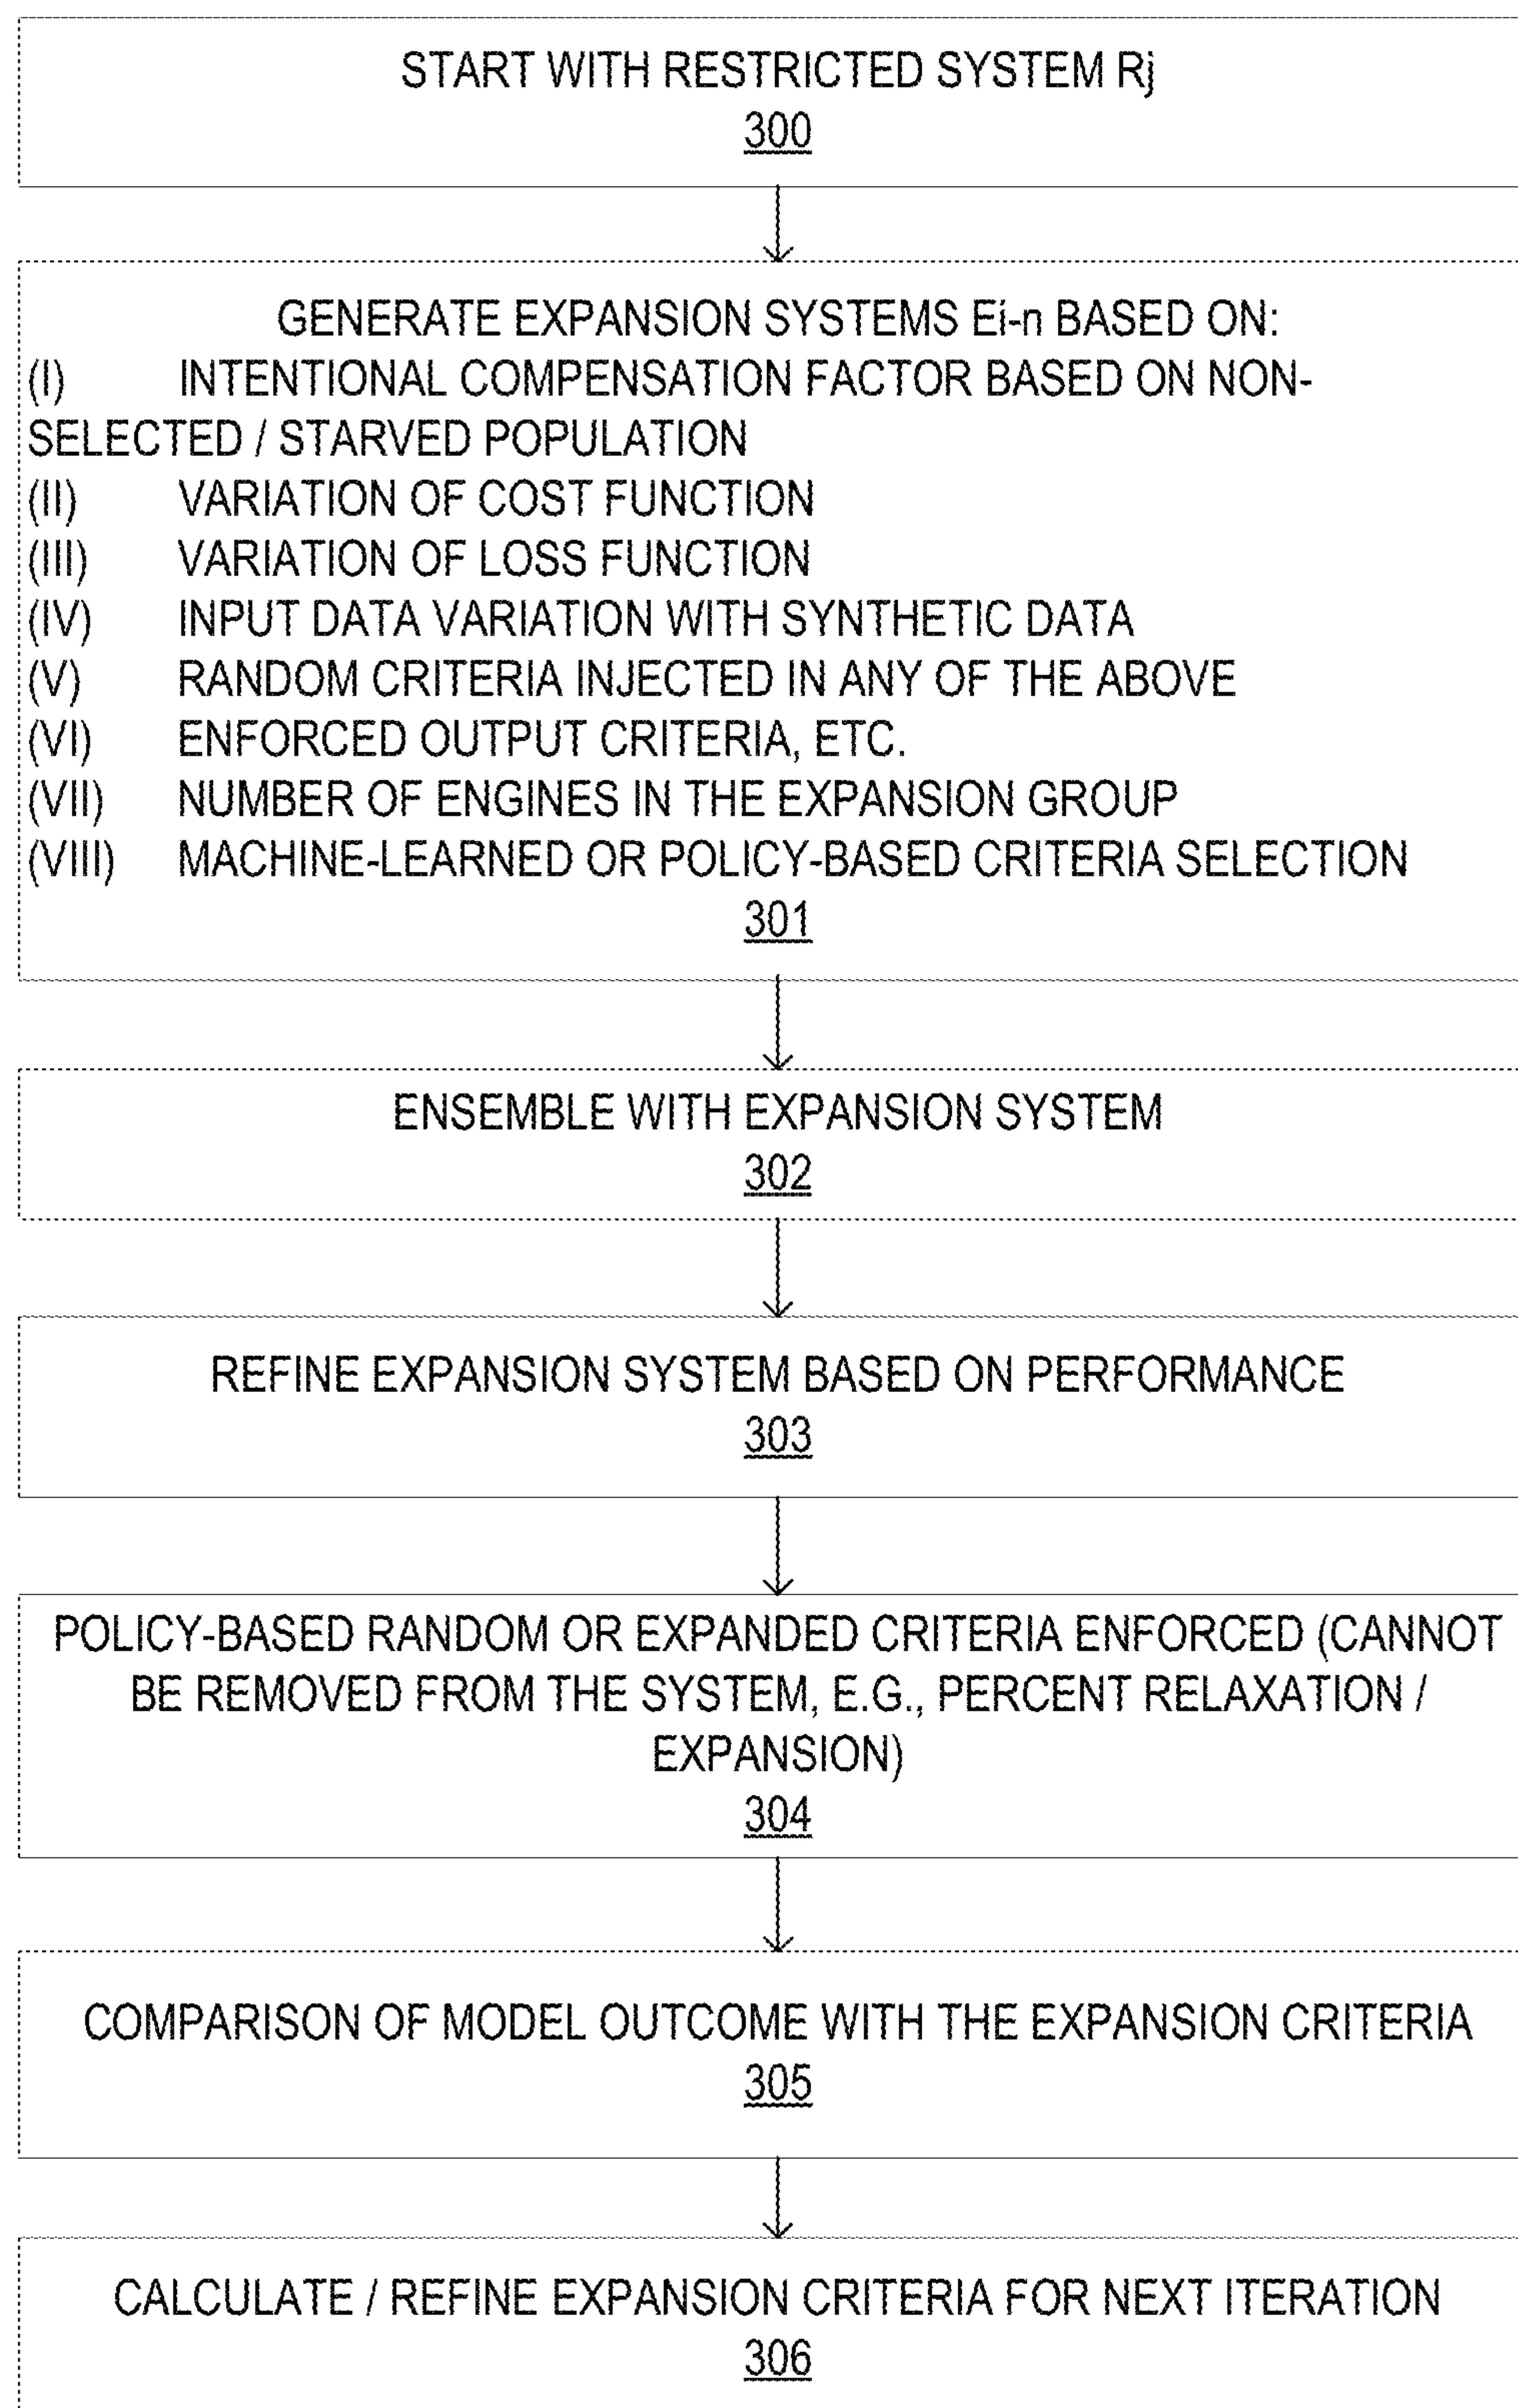 START WITH RESTRICTED SYSTEM Rj
300
GENERATE EXPANSION SYSTEMS Ei-n BASED ON:
(I) INTENTIONAL COMPENSATION FACTOR BASED ON NON-
SELECTED / STARVED POPULATION
(II) VARIATION OF COST FUNCTION
(III) VARIATION OF LOSS FUNCTION
(IV) INPUT DATA VARIATION WITH SYNTHETIC DATA
(V) RANDOM CRITERIA INJECTED IN ANY OF THE ABOVE
(VI) ENFORCED OUTPUT CRITERIA, ETC.
(VII) NUMBER OF ENGINES IN THE EXPANSION GROUP
(VIII) MACHINE-LEARNED OR POLICY-BASED CRITERIA SELECTION
301
ENSEMBLE WITH EXPANSION SYSTEM
302
REFINE EXPANSION SYSTEM BASED ON PERFORMANCE
303
POLICY-BASED RANDOM OR EXPANDED CRITERIA ENFORCED (CANNOT
BE REMOVED FROM THE SYSTEM, E.G., PERCENT RELAXATION /
EXPANSION)
304
COMPARISON OF MODEL OUTCOME WITH THE EXPANSION CRITERIA
305
CALCULATE / REFINE EXPANSION CRITERIA FOR NEXT ITERATION
306